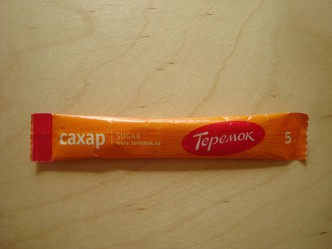 сахар
SUGAR
www.teremok.ru
Теремок
5 г